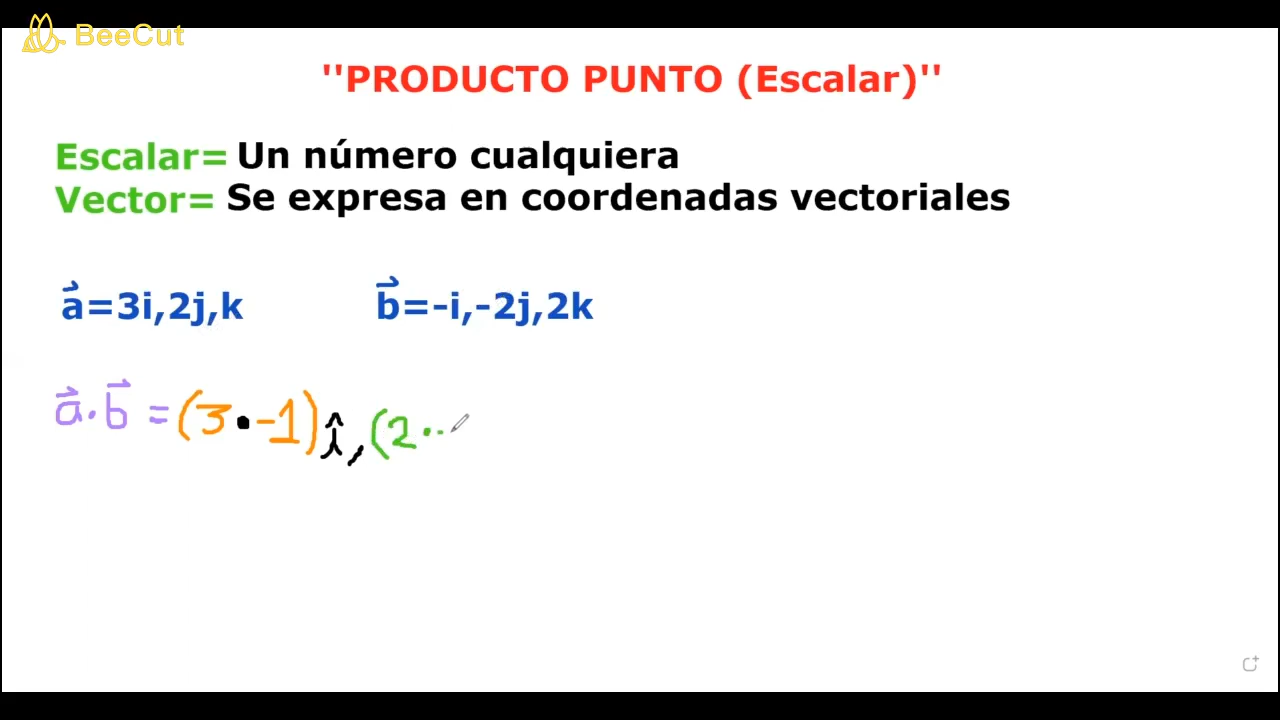 BeeCut
''PRODUCTO PUNTO (Escalar)''
Escalar= Un número cualquiera
Vector= Se expresa en coordenadas vectoriales
a⃗=3i,2j,k b⃗=-i,-2j,2k
a⃗·b⃗ =(3•-1)î,(2·-